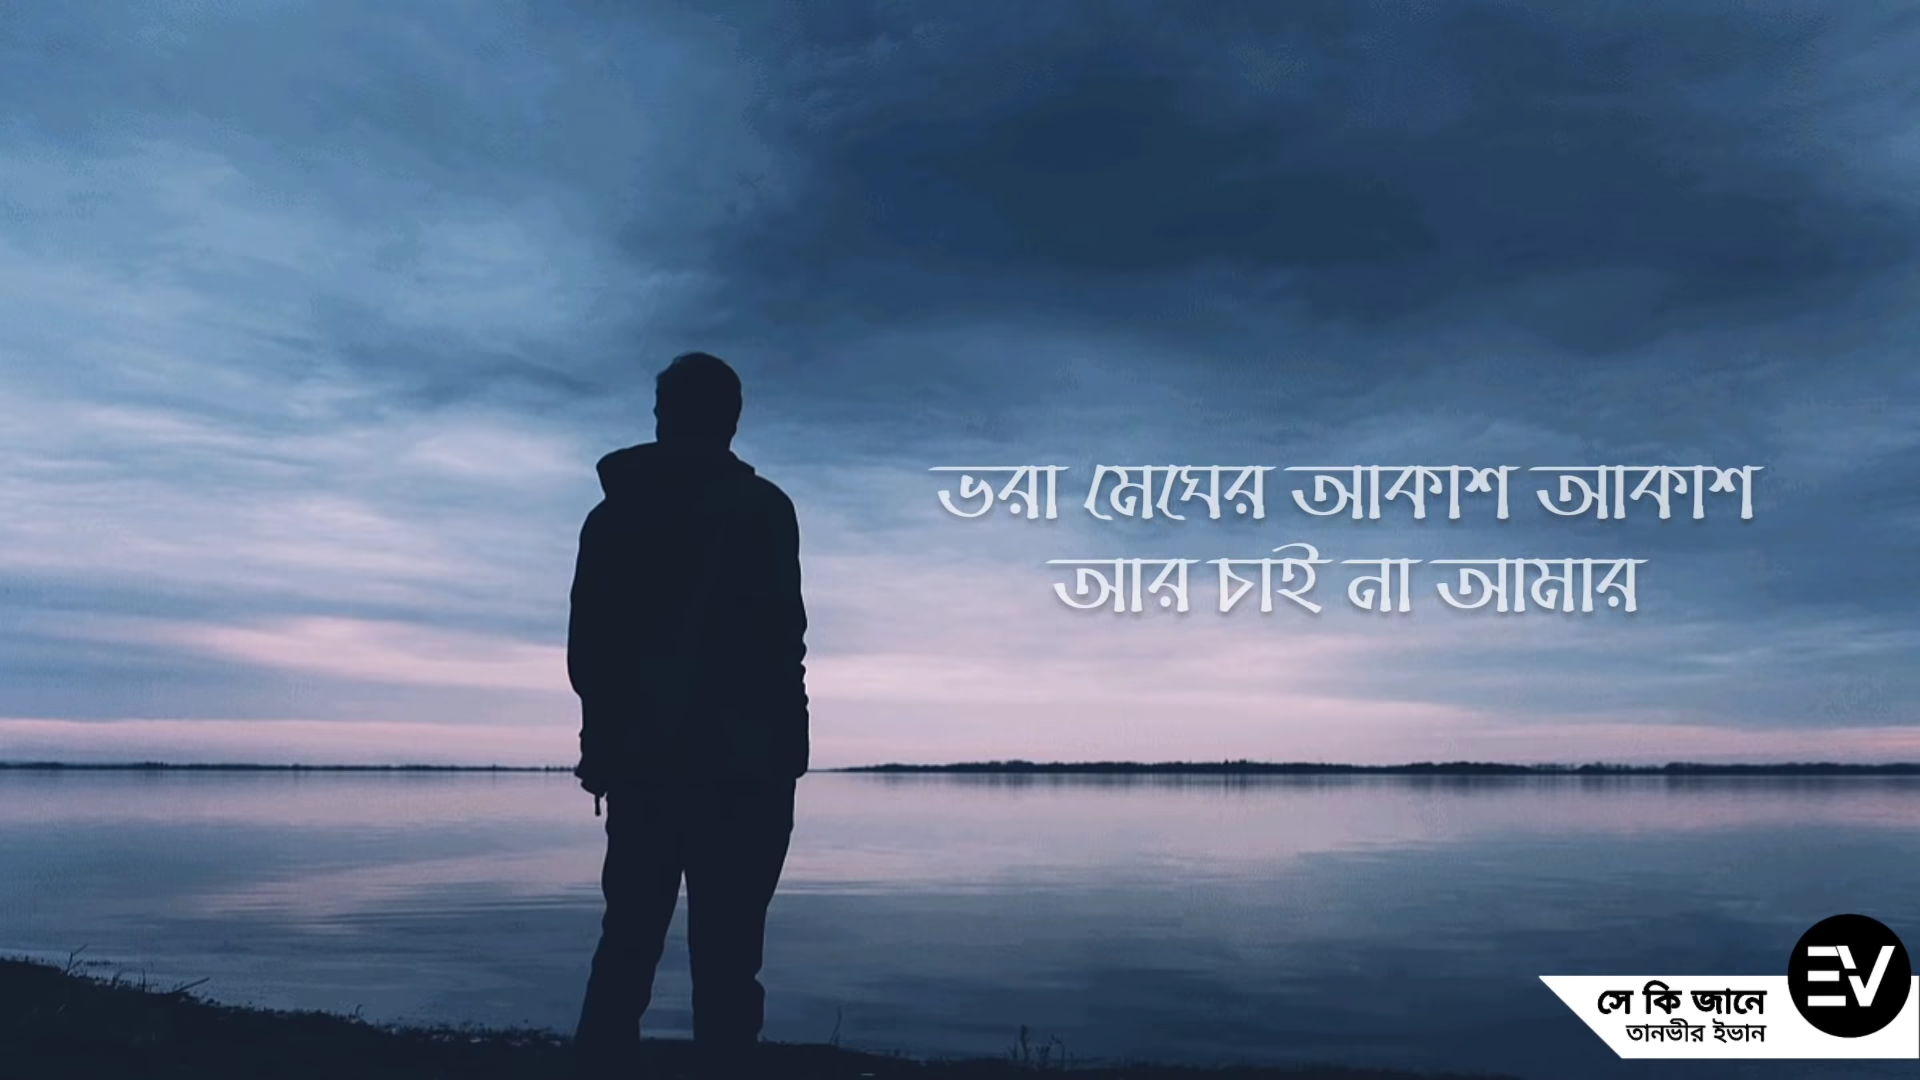 ভরা মেঘের আকাশ আকাশ
আর চাই না আমার
সে কি জানে
তানভীর ইভান
EV